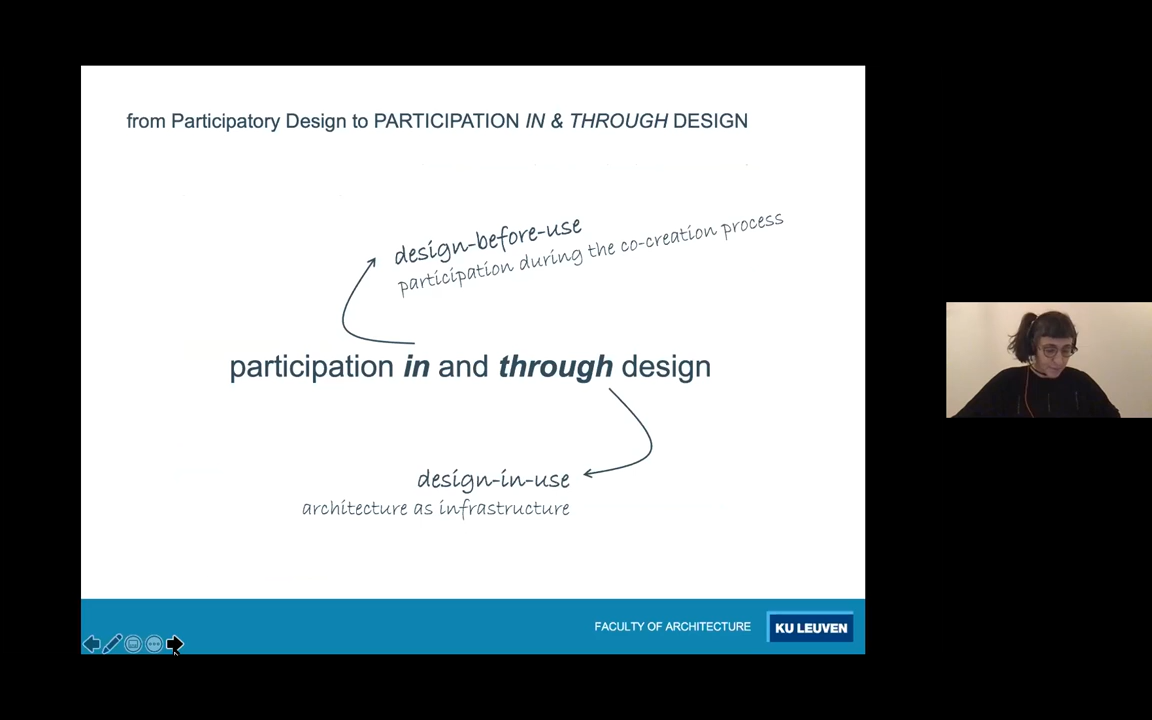 from Participatory Design to PARTICIPATION IN & THROUGH DESIGN
design-before-use
participation during the co-creation process
participation in and through design
design-in-use
architecture as infrastructure
FACULTY OF ARCHITECTURE
KU LEUVEN